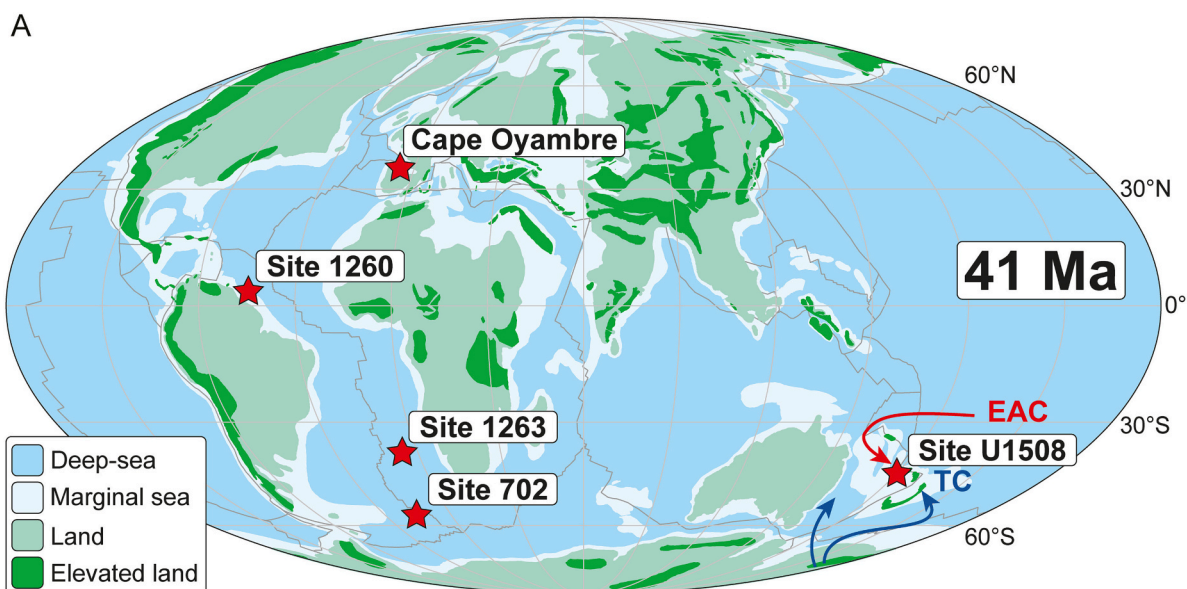 A
60°N
Cape Oyambre
30°N
Site 1260
41 Ma
0°
EAC
Site 1263
30°S
Site U1508
Deep-sea
TC
Site 702
Marginal sea
Land
60°S
Elevated land